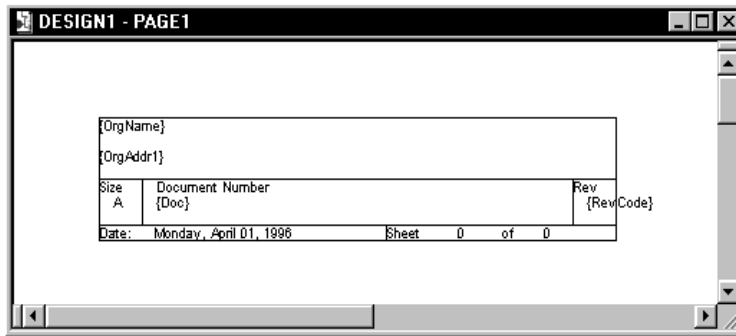 DESIGN1 - PAGE1
{OrgName}
{OrgAddr1}
Size Document Number Rev
A {Doc} {RevCode}
Date: Monday, April 01, 1996 Sheet 0 of 0